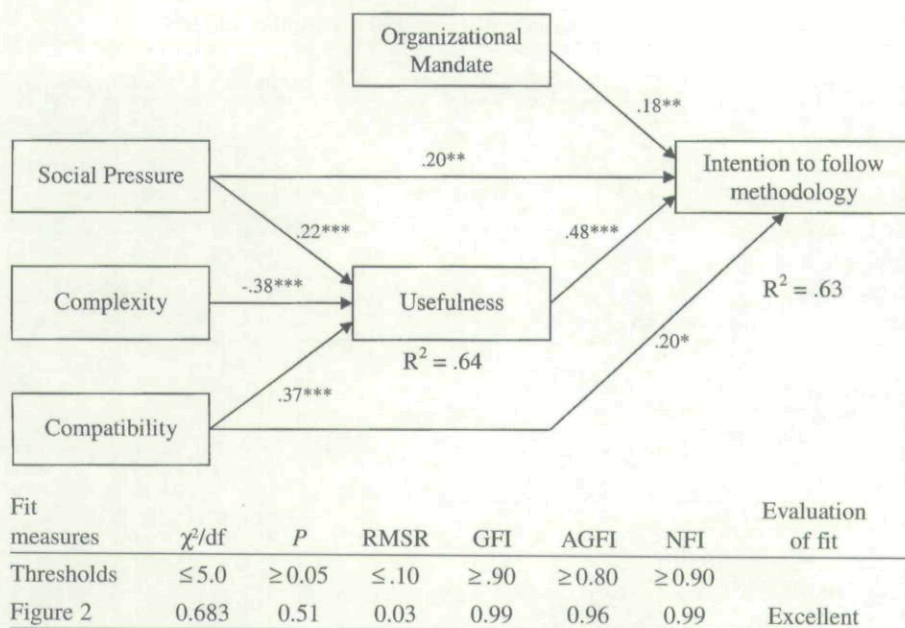 Organizational
Mandate
.18**
Social Pressure
.20**
Intention to follow
methodology
.22***
.48***
Complexity
-.38***
Usefulness
R² = .63
R² = .64
.20*
.37***
Compatibility
Fit
measures χ²/df P RMSR GFI AGFI NFI Evaluation
of fit
Thresholds ≤5.0 ≥0.05 ≤.10 ≥.90 ≥0.80 ≥0.90
Figure 2 0.683 0.51 0.03 0.99 0.96 0.99 Excellent